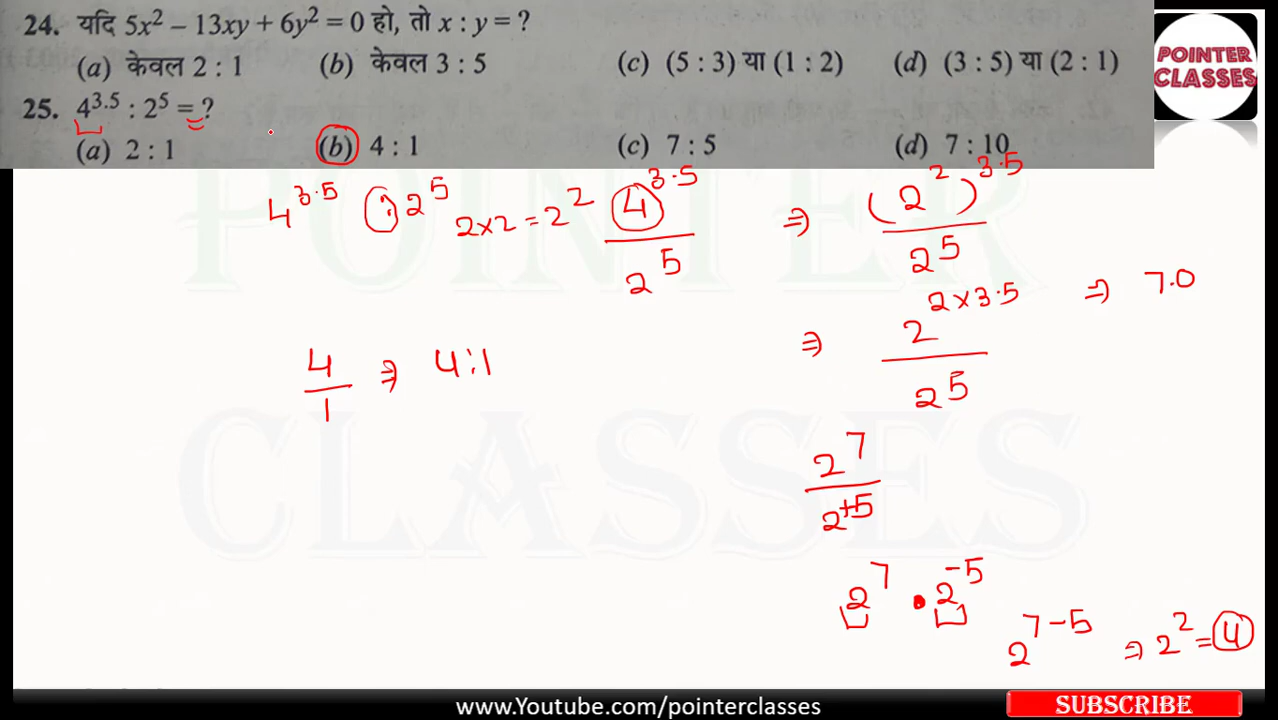 24. यदि 5x² – 13xy + 6y² = 0 हो, तो x : y = ?
(a) केवल 2 : 1 (b) केवल 3 : 5 (c) (5 : 3) या (1 : 2) (d) (3 : 5) या (2 : 1)
25. 4^3.5 : 2^5 = ?
(a) 2 : 1 (b) 4 : 1 (c) 7 : 5 (d) 7 : 10
POINTER CLASSES
4^3.5 : 2^5 2×2 = 2^2 4^3.5 / 2^5 ⇒ (2^2)^3.5 / 2^5
⇒ 2^2×3.5 / 2^5 ⇒ 7.0
4/1 ⇒ 4:1
2^7 / 2^+5
2^7 • 2^-5
2^7-5 ⇒ 2^2 = 4
POINTER
CLASSES
www.Youtube.com/pointerclasses
SUBSCRIBE